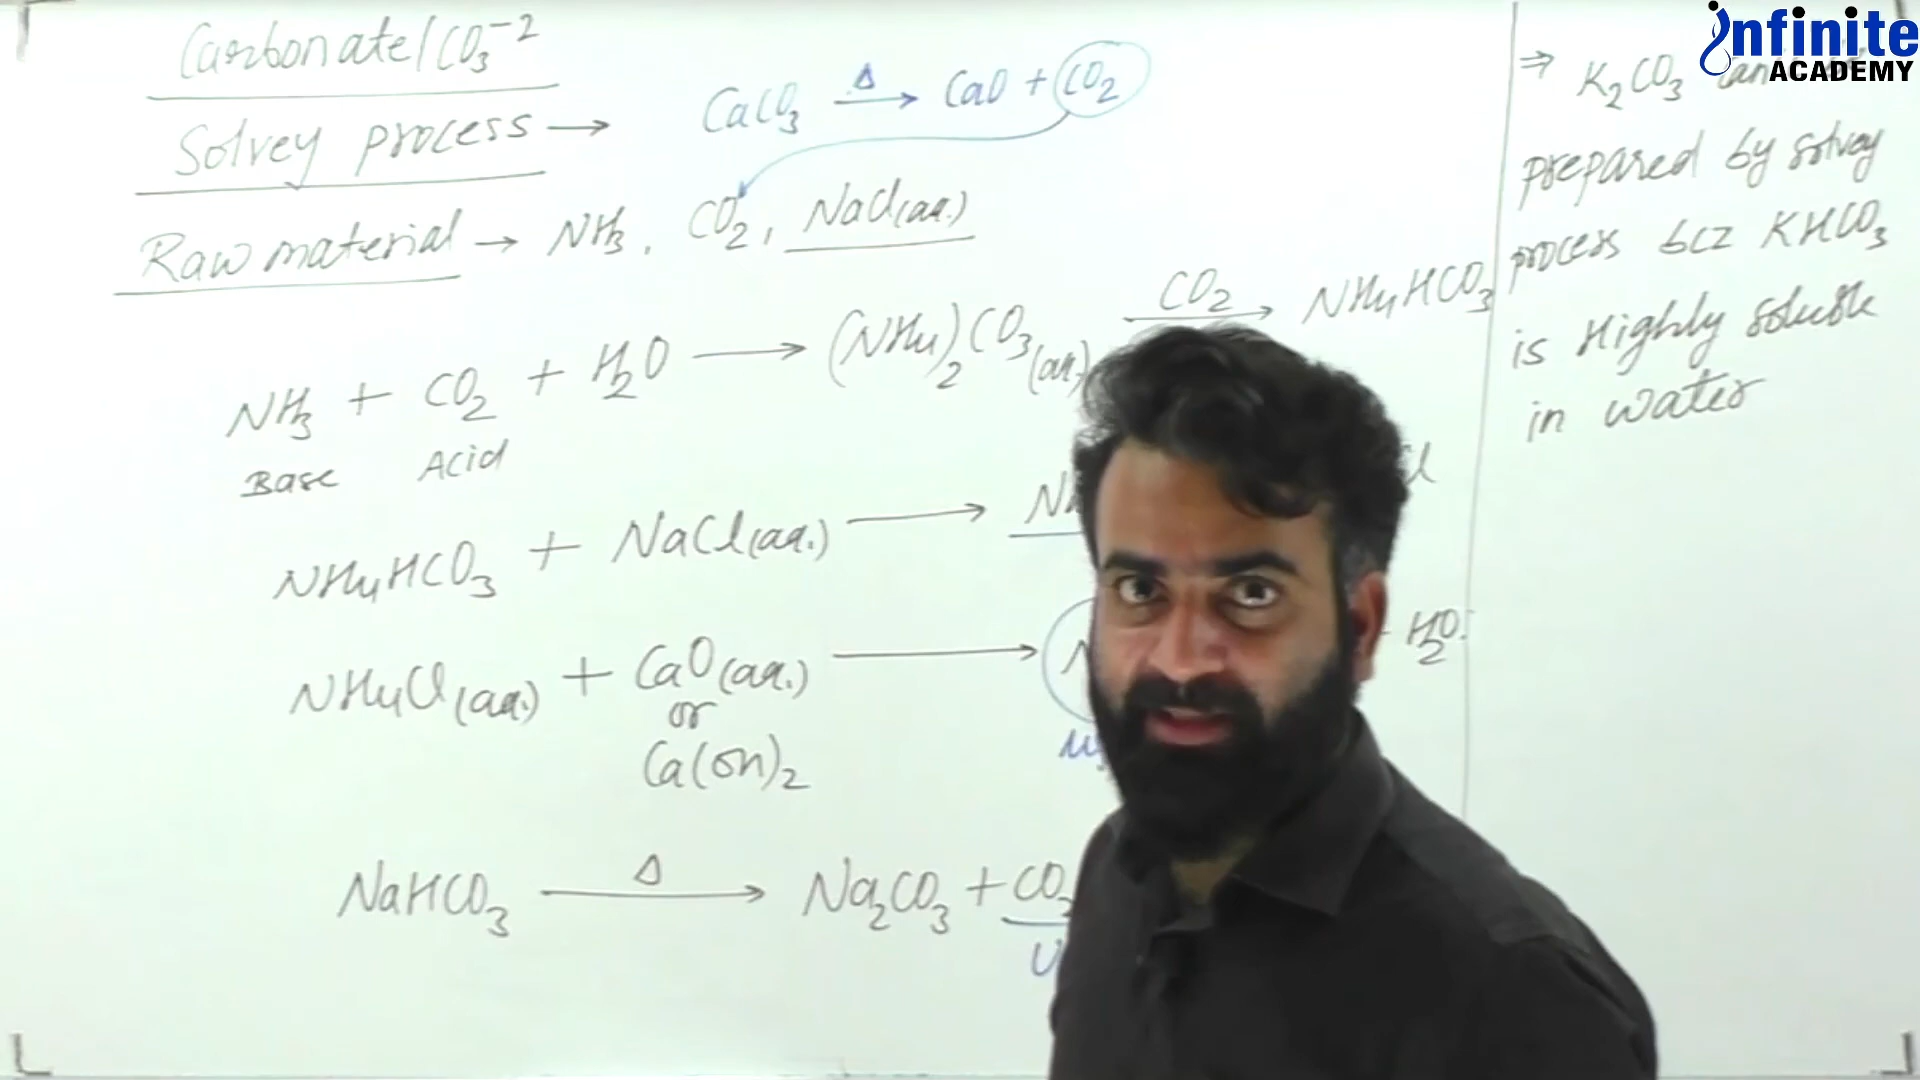 Carbonate/CO₃⁻²
Solvey process →
CaCO₃ —Δ→ CaO + CO₂
Raw material → NH₃, CO₂, NaCl(aq.)
NH₃ + CO₂ + H₂O → (NH₄)₂CO₃(aq.) —CO₂→ NH₄HCO₃
Base Acid
NH₄HCO₃ + NaCl(aq.) →
NH₄Cl(aq.) + CaO(aq.) → H₂O
or
Ca(OH)₂
NaHCO₃ —Δ→ Na₂CO₃ + CO₂
⇒ K₂CO₃
prepared by solvey
process bcz KHCO₃
is Highly soluble
in water
infinite
ACADEMY